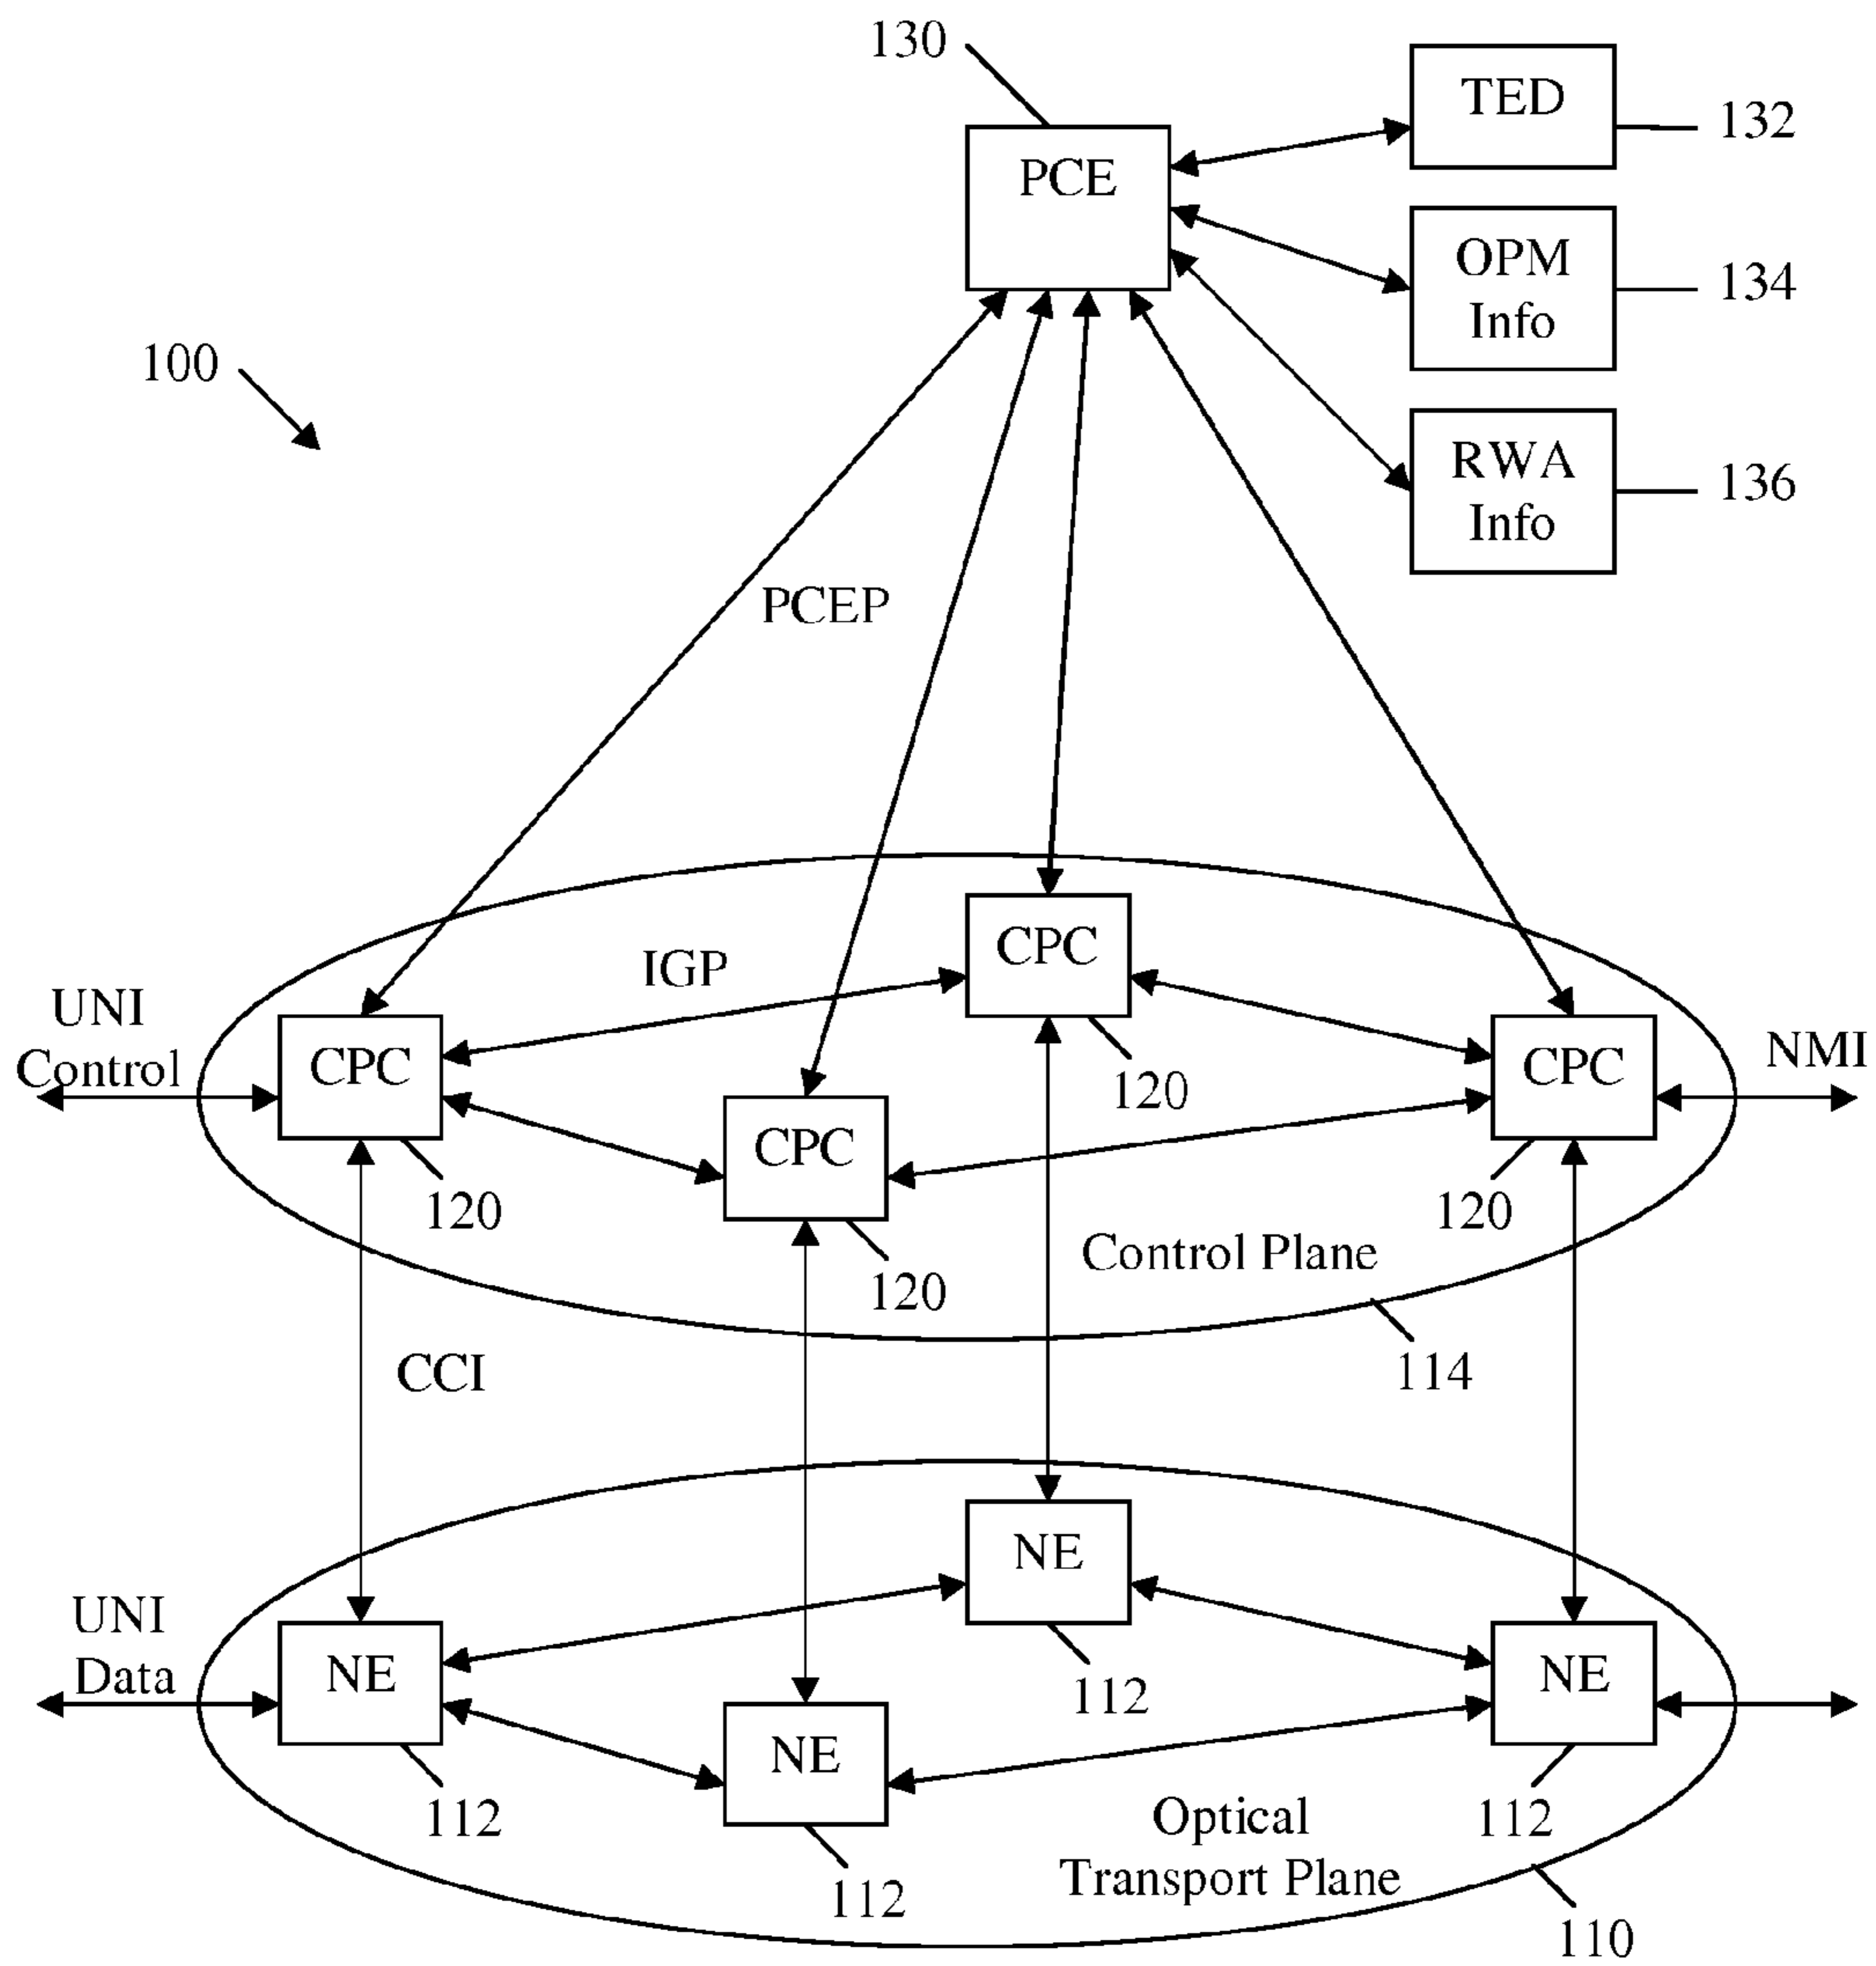 130
TED
132
PCE
OPM
Info
134
100
RWA
Info
136
PCEP
CPC
IGP
UNI
Control
CPC
CPC
NMI
120
CPC
120
120
Control Plane
120
CCI
114
NE
UNI
Data
NE
NE
112
NE
112
Optical
Transport Plane
112
112
110